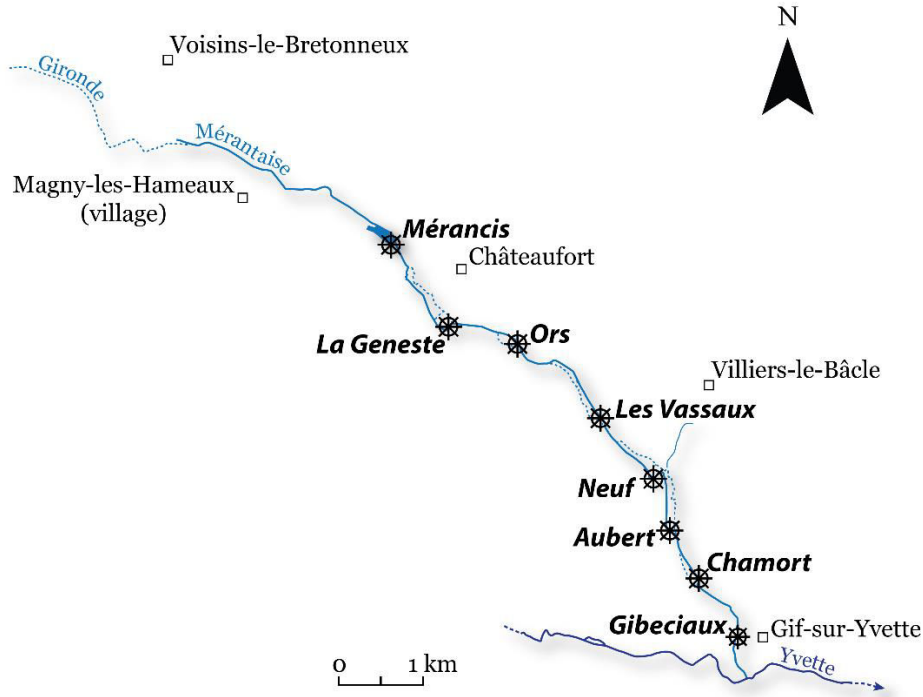 N
Voisins-le-Bretonneux
Gironde
Mérantaise
Magny-les-Hameaux
(village)
Mérancis
Châteaufort
La Geneste
Ors
Villiers-le-Bâcle
Les Vassaux
Neuf
Aubert
Chamort
Gibeciaux
Gif-sur-Yvette
Yvette
0 1 km